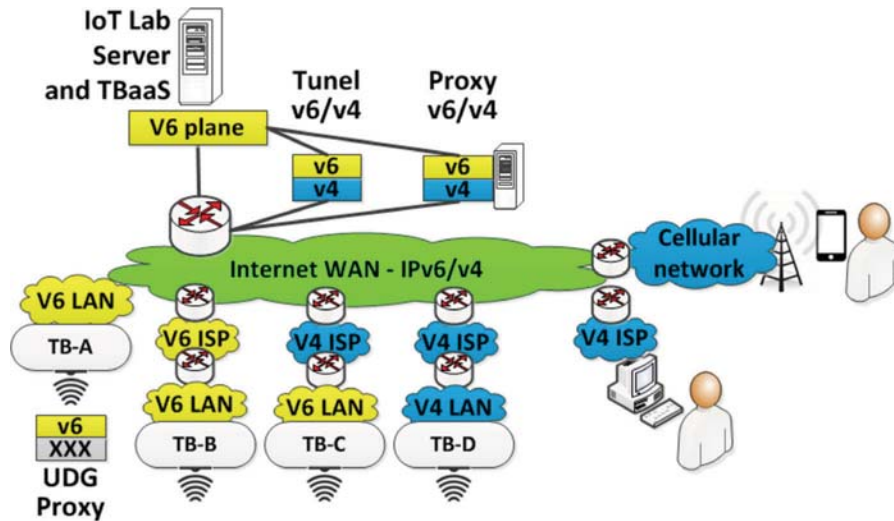 IoT Lab
Server
and TBaaS
Tunel
v6/v4
Proxy
v6/v4
V6 plane
v6
v4
v6
v4
Internet WAN - IPv6/v4
Cellular
network
V6 LAN
TB-A
V6 ISP
V4 ISP
V4 ISP
V4 ISP
V6 LAN
V6 LAN
V4 LAN
TB-B
TB-C
TB-D
v6
XXX
UDG
Proxy